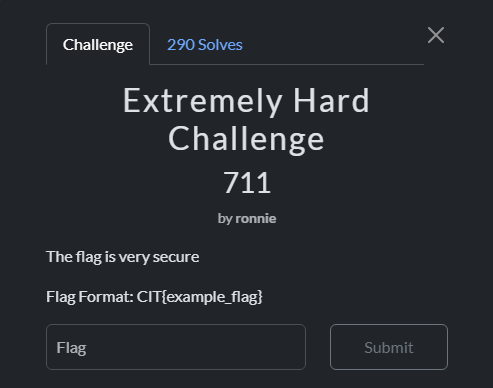 Challenge
290 Solves
Extremely Hard
Challenge
711
by ronnie
The flag is very secure
Flag Format: CIT{example_flag}
Flag
Submit